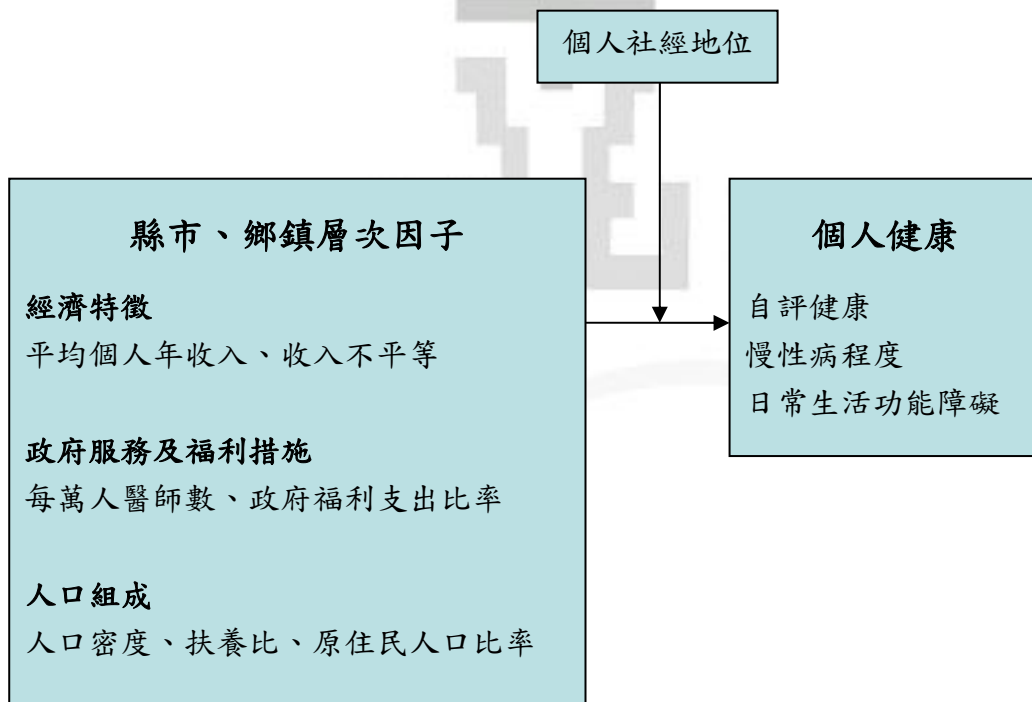 個人社經地位
縣市、鄉鎮層次因子
經濟特徵
平均個人年收入、收入不平等
政府服務及福利措施
每萬人醫師數、政府福利支出比率
人口組成
人口密度、扶養比、原住民人口比率
個人健康
自評健康
慢性病程度
日常生活功能障礙